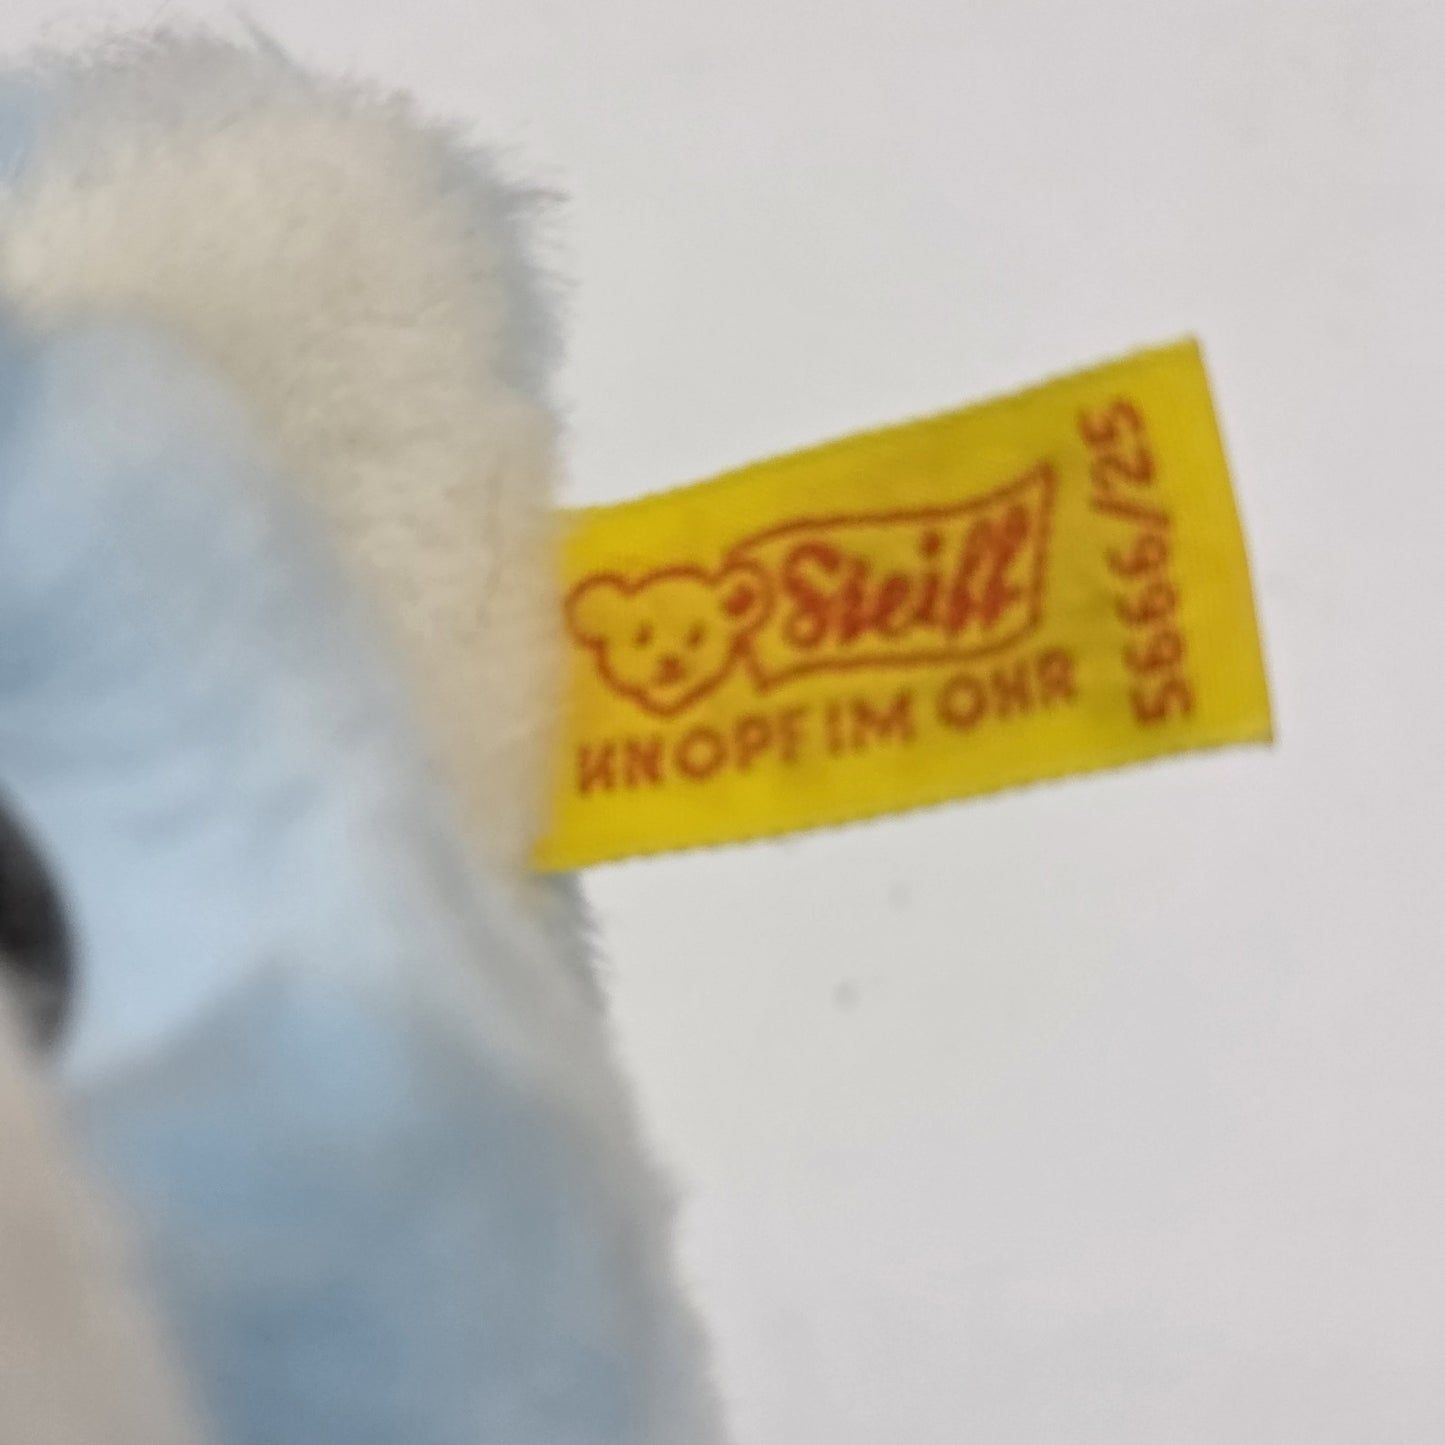 Steiff
KNOPF IM OHR
5666/25